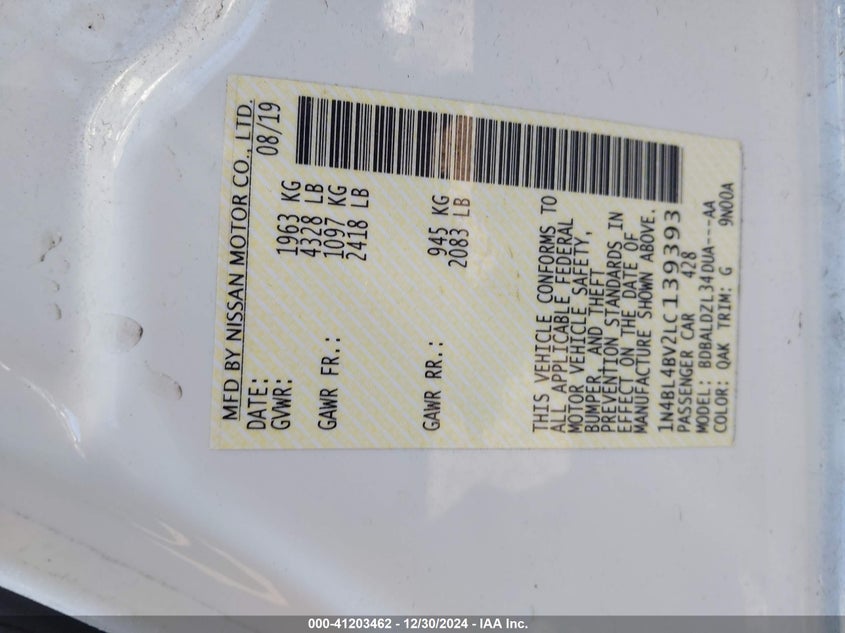 MFD BY NISSAN MOTOR CO., LTD.
DATE: 08/19
GVWR: 1963 KG
4328 LB
GAWR FR.: 1097 KG
2418 LB
GAWR RR.: 945 KG
2083 LB
THIS VEHICLE CONFORMS TO
ALL APPLICABLE FEDERAL
MOTOR VEHICLE SAFETY,
BUMPER, AND THEFT
PREVENTION STANDARDS IN
EFFECT ON THE DATE OF
MANUFACTURE SHOWN ABOVE.
1N4BL4BV2LC139393
PASSENGER CAR 428
MODEL: BDBALDZL34DUA---AA
COLOR: QAK TRIM: G 9N00A
000-41203462 - 12/30/2024 - IAA Inc.